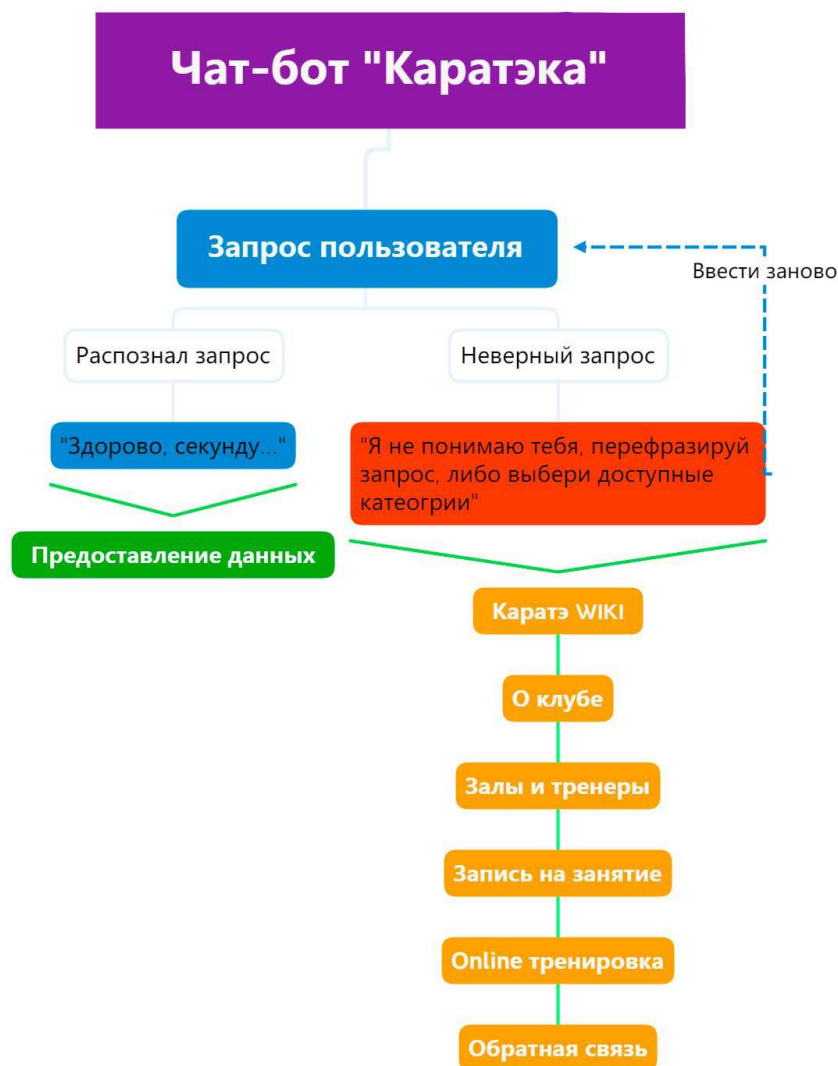 Чат-бот "Каратэка"
Запрос пользователя
Ввести заново
Распознал запрос
Неверный запрос
"Здорово, секунду..."
"Я не понимаю тебя, перефразируй
запрос, либо выбери доступные
катеогрии"
Предоставление данных
Каратэ WIKI
О клубе
Залы и тренеры
Запись на занятие
Online тренировка
Обратная связь